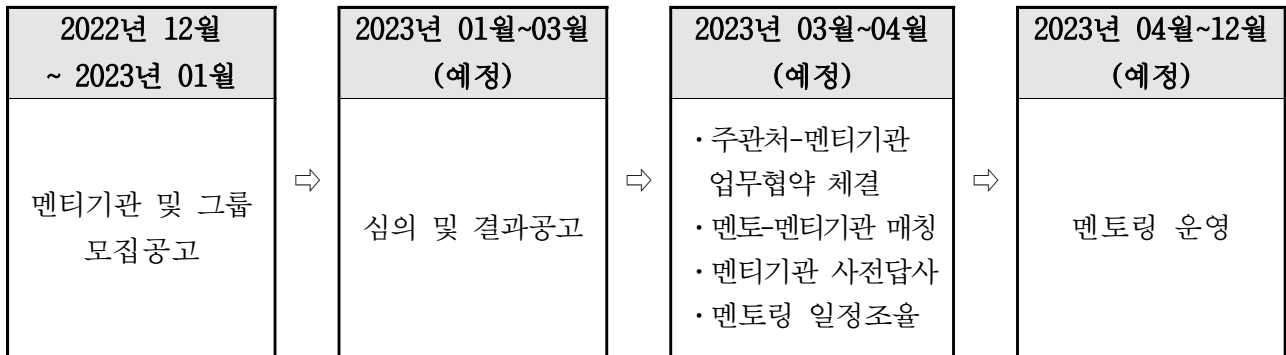 2022년 12월
~ 2023년 01월
멘티기관 및 그룹
모집공고
⇨
2023년 01월~03월
(예정)
심의 및 결과공고
⇨
2023년 03월~04월
(예정)
·주관처-멘티기관
업무협약 체결
·멘토-멘티기관 매칭
·멘티기관 사전답사
·멘토링 일정조율
⇨
2023년 04월~12월
(예정)
멘토링 운영